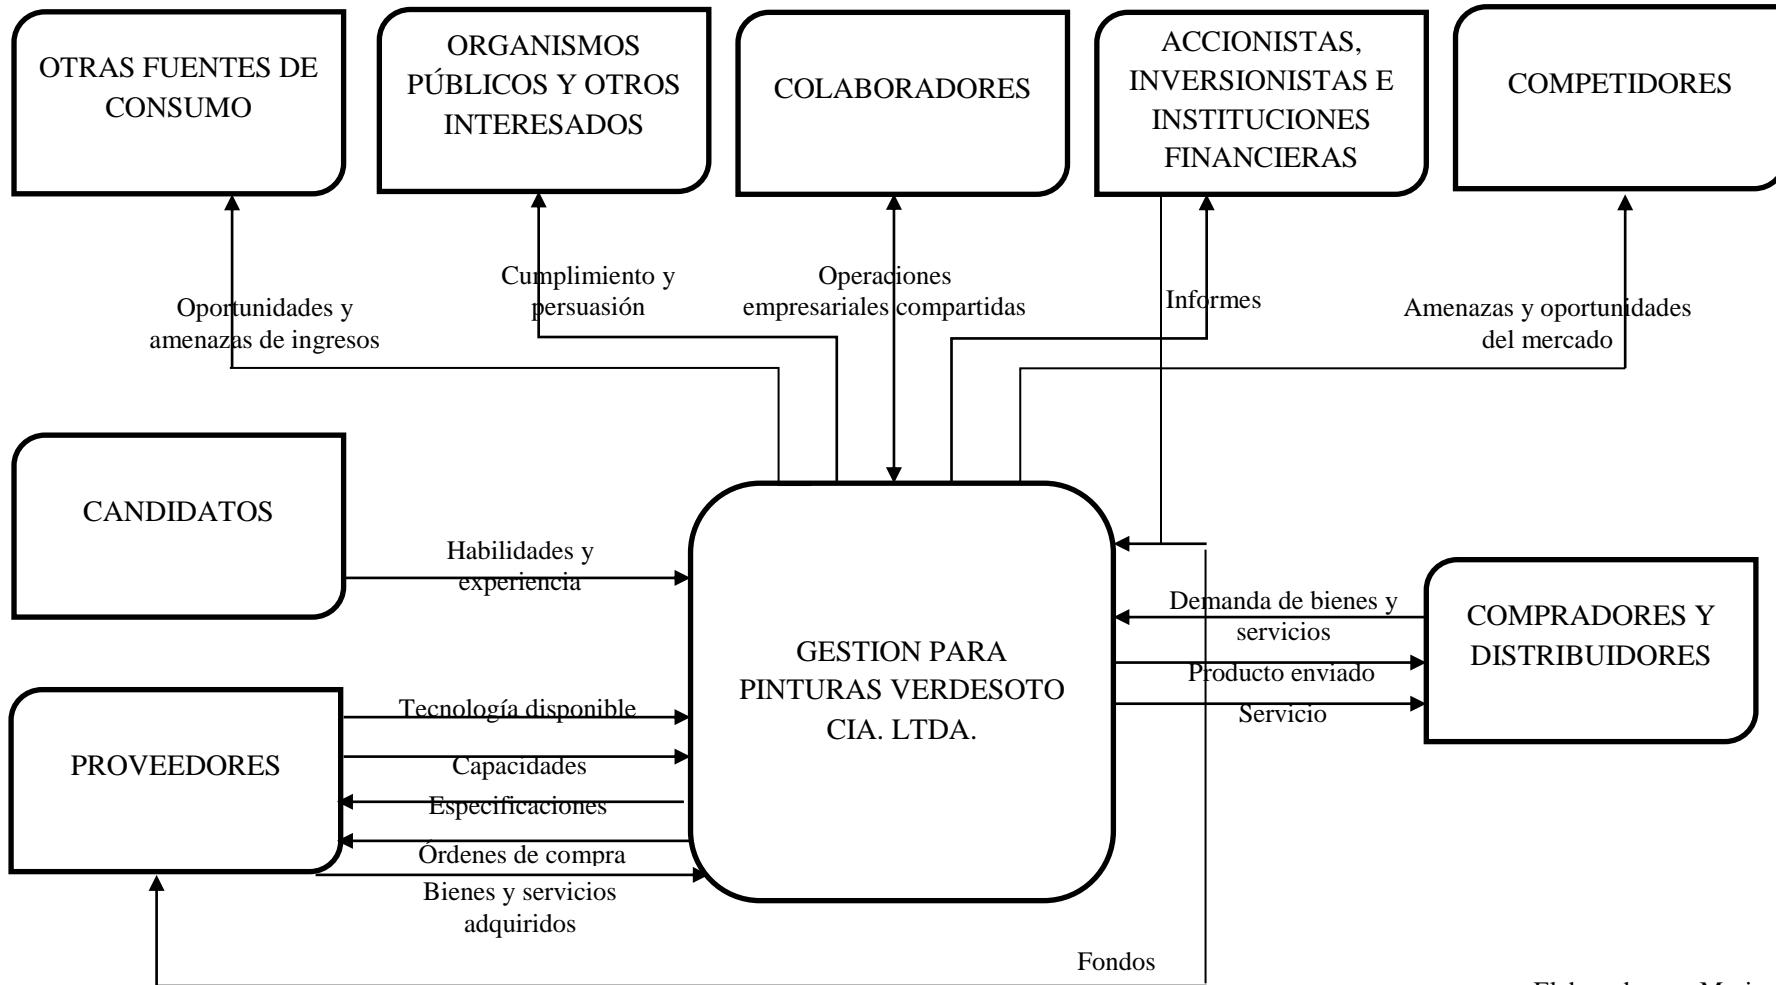 OTRAS FUENTES DE
CONSUMO
ORGANISMOS
PÚBLICOS Y OTROS
INTERESADOS
COLABORADORES
ACCIONISTAS,
INVERSIONISTAS E
INSTITUCIONES
FINANCIERAS
COMPETIDORES
Oportunidades y
amenazas de ingresos
Cumplimiento y
persuasión
Operaciones
empresariales compartidas
Informes
Amenazas y oportunidades
del mercado
CANDIDATOS
Habilidades y
experiencia
GESTION PARA
PINTURAS VERDESOTO
CIA. LTDA.
Demanda de bienes y
servicios
Producto enviado
Servicio
COMPRADORES Y
DISTRIBUIDORES
PROVEEDORES
Tecnología disponible
Capacidades
Especificaciones
Órdenes de compra
Bienes y servicios
adquiridos
Fondos